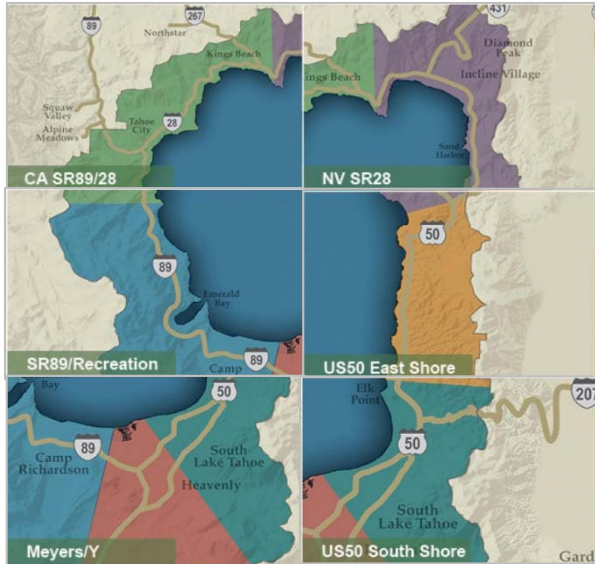 89
267
Northstar
Kings Beach
Squaw
Valley
Alpine
Meadows
Tahoe
City
28
CA SR89/28
431
Diamond
Peak
Kings Beach
Incline Village
Sand
Harbor
NV SR28
89
Emerald
Bay
89
Camp
SR89/Recreation
50
US50 East Shore
Bay
50
89
Camp
Richardson
South
Lake Tahoe
Heavenly
Meyers/Y
Elk
Point
207
50
South
Lake Tahoe
Gard
US50 South Shore